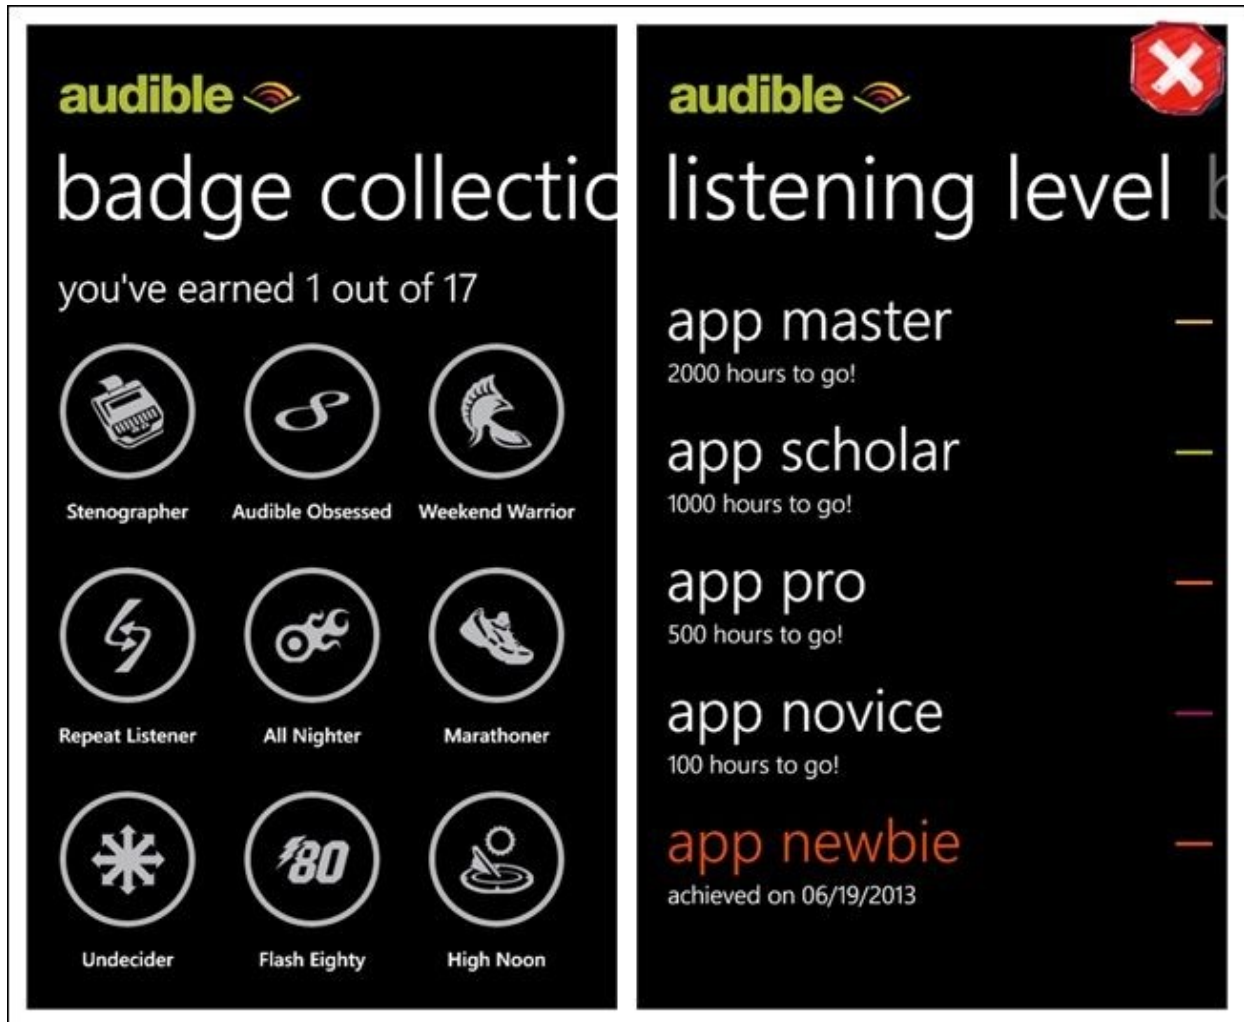 audible
badge collectio
you've earned 1 out of 17
Stenographer
Audible Obsessed
Weekend Warrior
Repeat Listener
All Nighter
Marathoner
Undecider
80
Flash Eighty
High Noon
audible
listening level b
app master
2000 hours to go!
app scholar
1000 hours to go!
app pro
500 hours to go!
app novice
100 hours to go!
app newbie
achieved on 06/19/2013